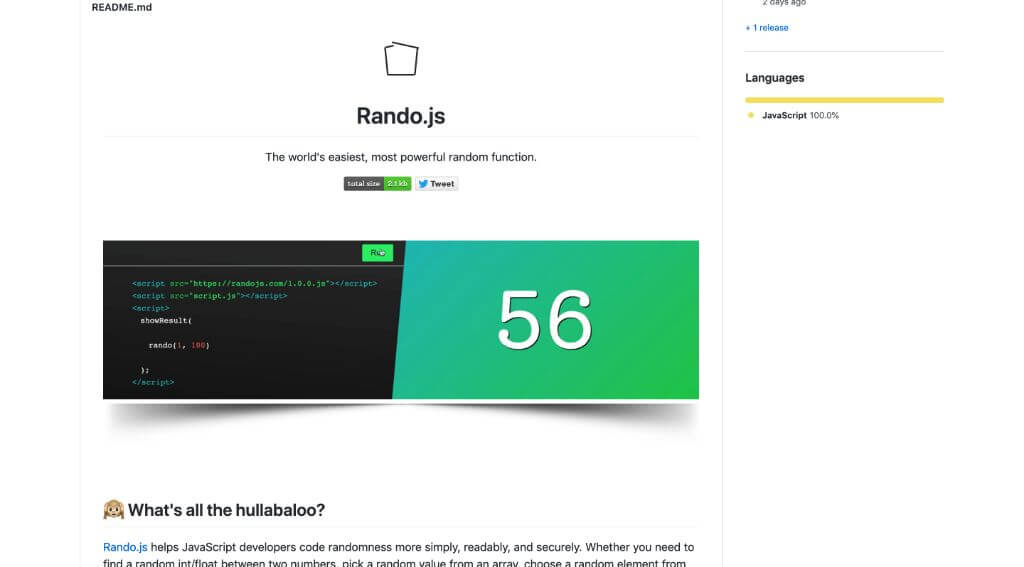 README.md
2 days ago
+ 1 release
Languages
JavaScript 100.0%
Rando.js
The world's easiest, most powerful random function.
total size 2.1 kb Tweet
<script src="https://randojs.com/1.0.0.js"></script>
<script src="script.js"></script>
<script>
showResult(
rando(1, 100)
);
</script>
56
🙉 What's all the hullabaloo?
Rando.js helps JavaScript developers code randomness more simply, readably, and securely. Whether you need to
find a random int/float between two numbers, pick a random value from an array, choose a random element from